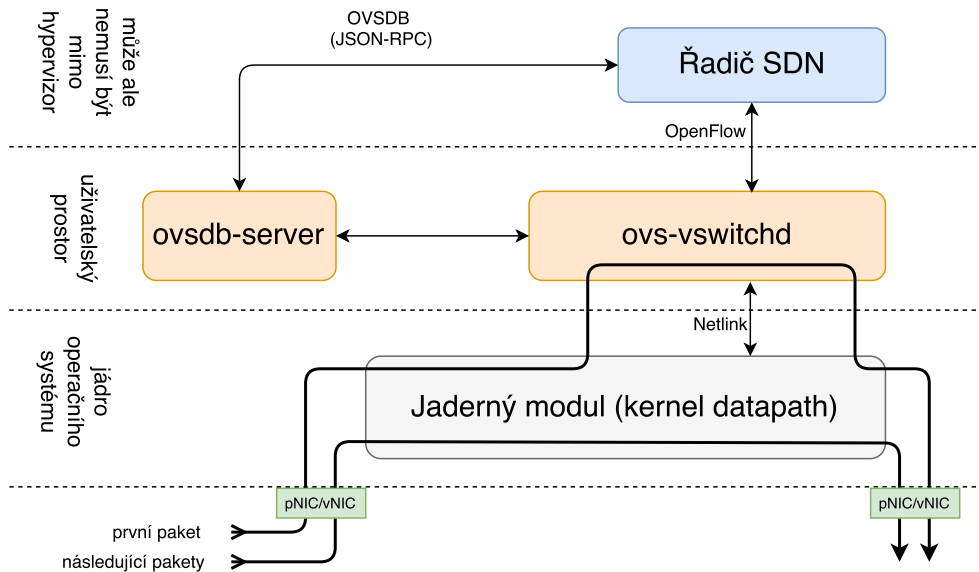 může ale
nemusí být
mimo
hypervizor
OVSDB
(JSON-RPC)
Řadič SDN
OpenFlow
uživatelský
prostor
ovsdb-server
ovs-vswitchd
Netlink
jádro
operačního
systému
Jaderný modul (kernel datapath)
pNIC/vNIC
pNIC/vNIC
první paket
následující pakety